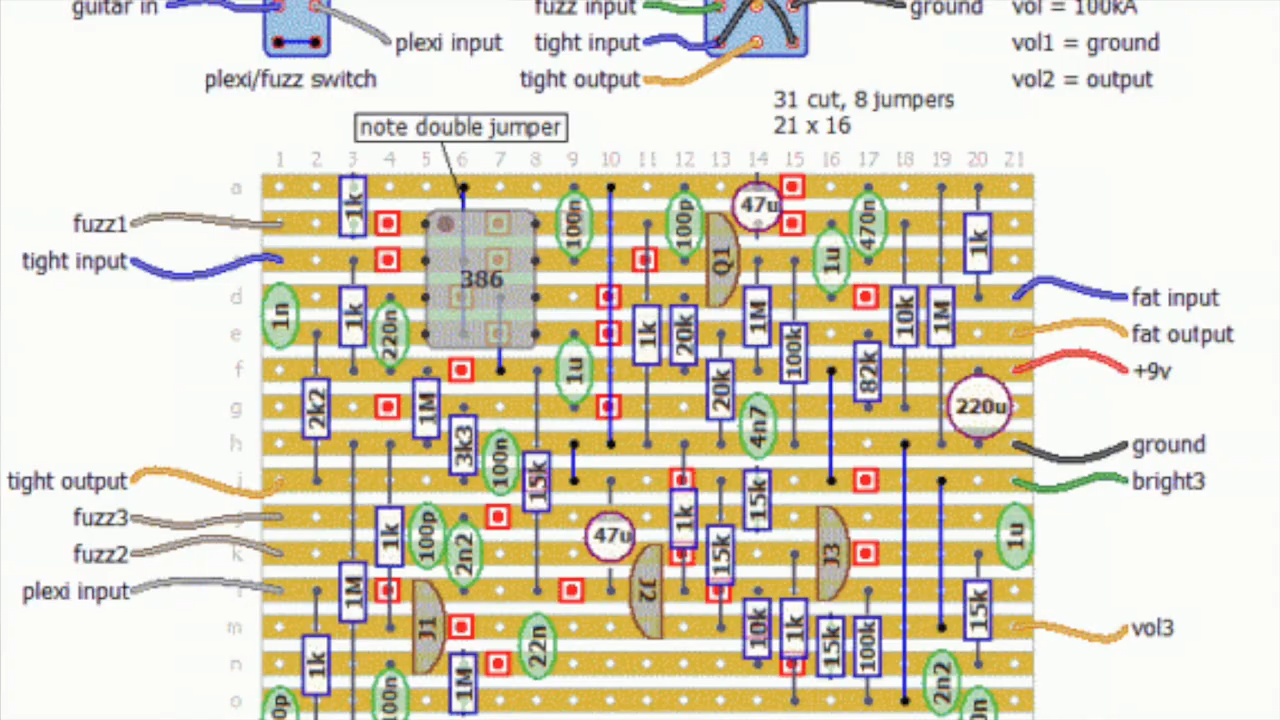 guitar in
fuzz input
ground
vol = 100kA
plexi input
tight input
vol1 = ground
plexi/fuzz switch
tight output
vol2 = output
31 cut, 8 jumpers
21 x 16
note double jumper
1 2 3 4 5 6 7 8 9 10 11 12 13 14 15 16 17 18 19 20 21
a
1k
47u
fuzz1
100n
100p
470n
1k
tight input
386
Q1
1u
d
1n
1k
220n
1k
20k
1M
100k
10k
1M
fat input
e
fat output
f
1u
20k
82k
+9v
g
2k2
1M
4n7
220u
h
3k3
100n
ground
tight output
15k
15k
bright3
fuzz3
1k
100p
2n2
47u
1k
15k
J3
1u
fuzz2
k
plexi input
1M
J2
15k
m
J1
22n
10k
1k
15k
100k
vol3
n
1k
1M
2n2
o
100n